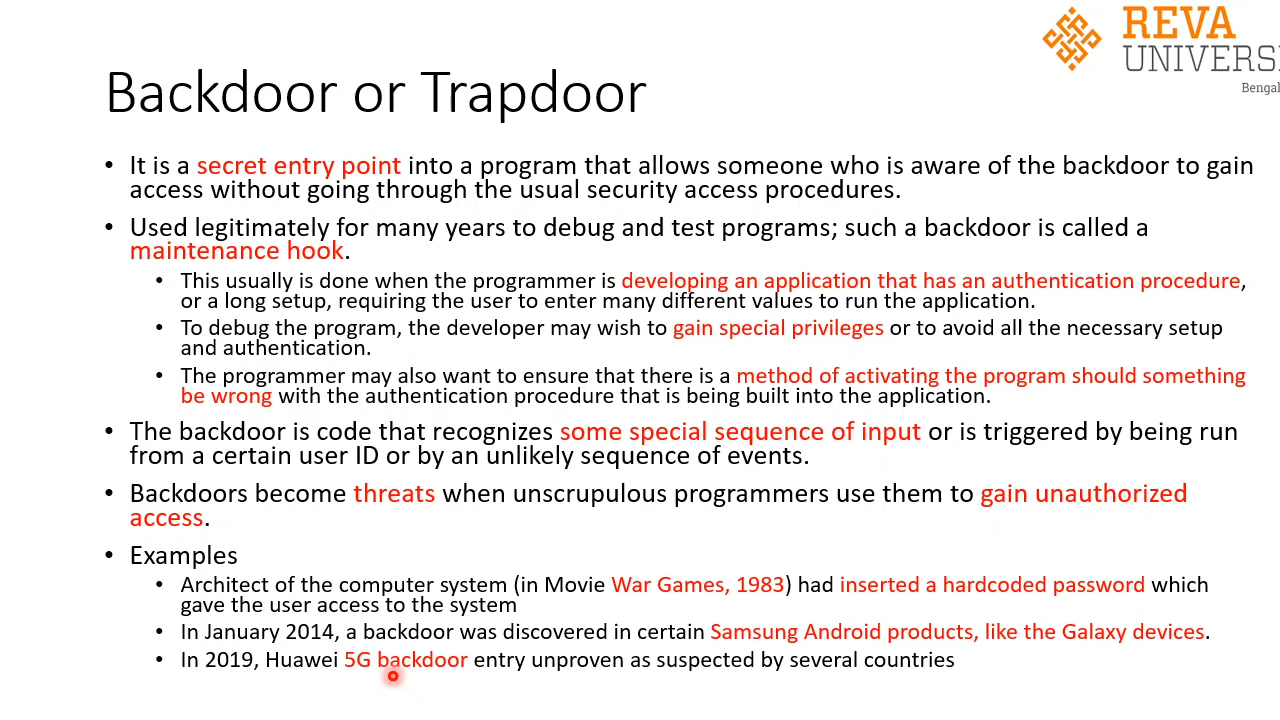 REVA
UNIVERSI
Bengal
Backdoor or Trapdoor
• It is a secret entry point into a program that allows someone who is aware of the backdoor to gain
access without going through the usual security access procedures.
• Used legitimately for many years to debug and test programs; such a backdoor is called a
maintenance hook.
• This usually is done when the programmer is developing an application that has an authentication procedure,
or a long setup, requiring the user to enter many different values to run the application.
• To debug the program, the developer may wish to gain special privileges or to avoid all the necessary setup
and authentication.
• The programmer may also want to ensure that there is a method of activating the program should something
be wrong with the authentication procedure that is being built into the application.
• The backdoor is code that recognizes some special sequence of input or is triggered by being run
from a certain user ID or by an unlikely sequence of events.
• Backdoors become threats when unscrupulous programmers use them to gain unauthorized
access.
• Examples
• Architect of the computer system (in Movie War Games, 1983) had inserted a hardcoded password which
gave the user access to the system
• In January 2014, a backdoor was discovered in certain Samsung Android products, like the Galaxy devices.
• In 2019, Huawei 5G backdoor entry unproven as suspected by several countries